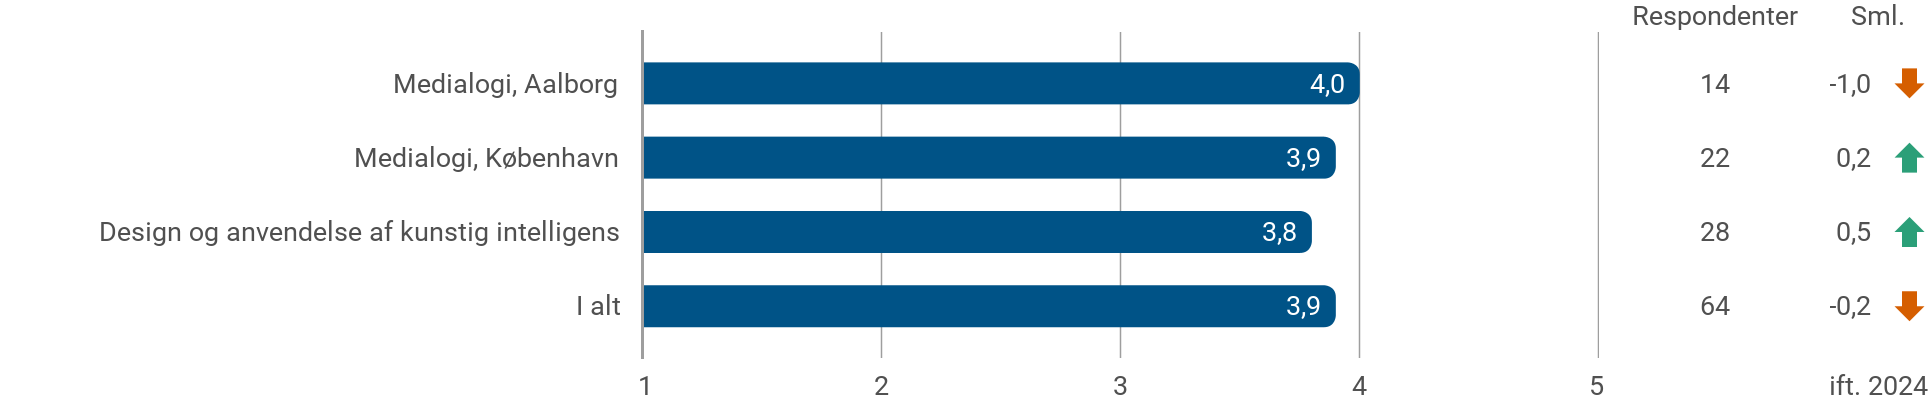 Respondenter Sml.
Medialogi, Aalborg 4,0 14 -1,0
Medialogi, København 3,9 22 0,2
Design og anvendelse af kunstig intelligens 3,8 28 0,5
I alt 3,9 64 -0,2
1 2 3 4 5 ift. 2024